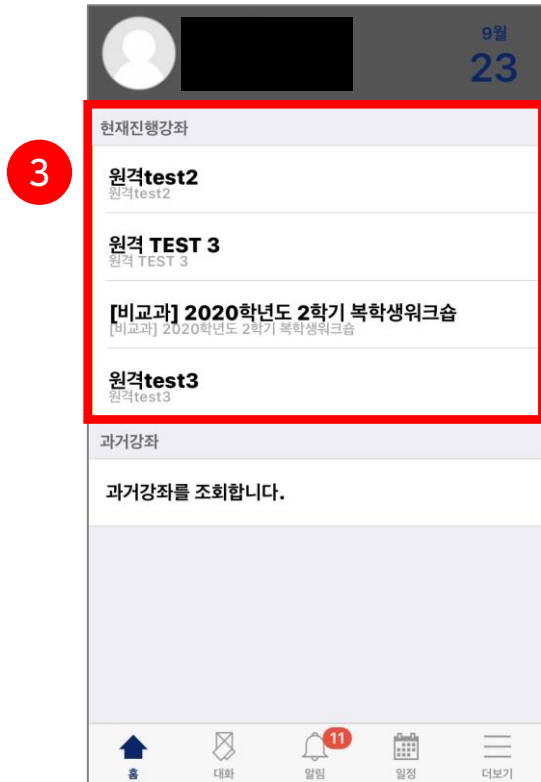 9월
23
현재진행강좌
3
원격test2
원격test2
원격 TEST 3
원격 TEST 3
[비교과] 2020학년도 2학기 복학생워크숍
[비교과] 2020학년도 2학기 복학생워크숍
원격test3
원격test3
과거강좌
과거강좌를 조회합니다.
11
홈
대화
알림
일정
더보기